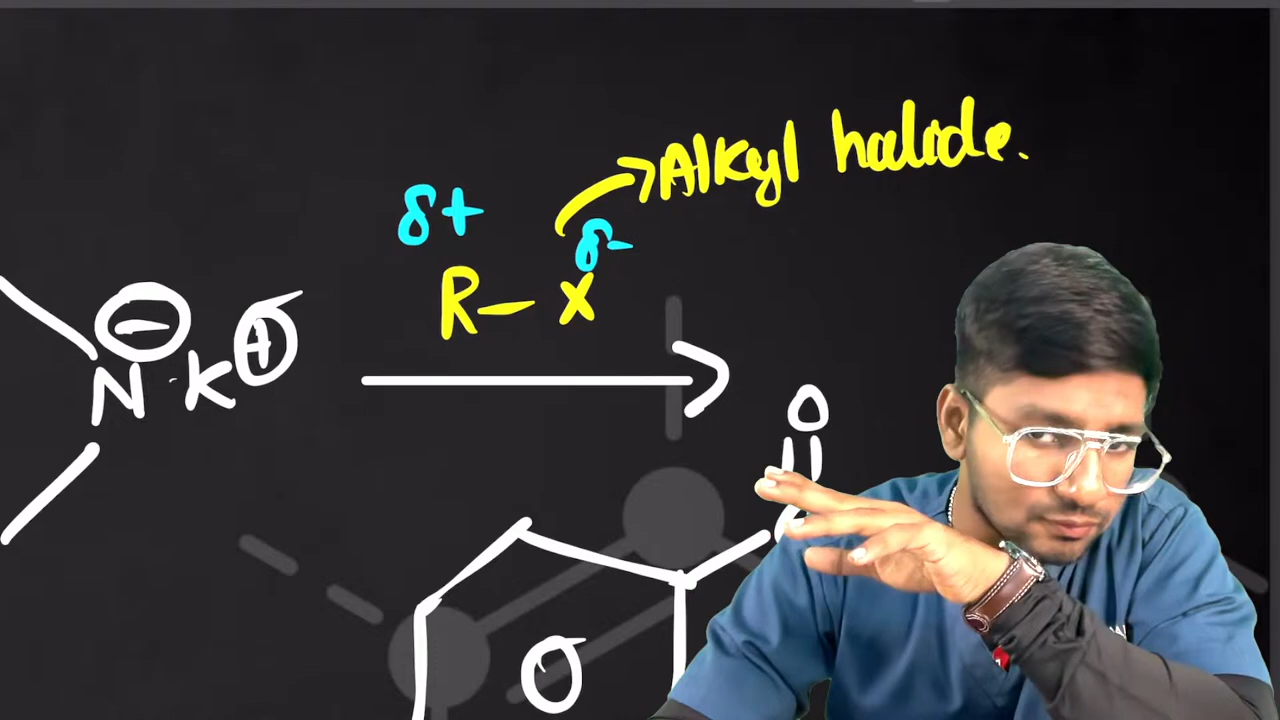 Alkyl halide.
δ+ δ-
R - X
N⊖ K⊕
O